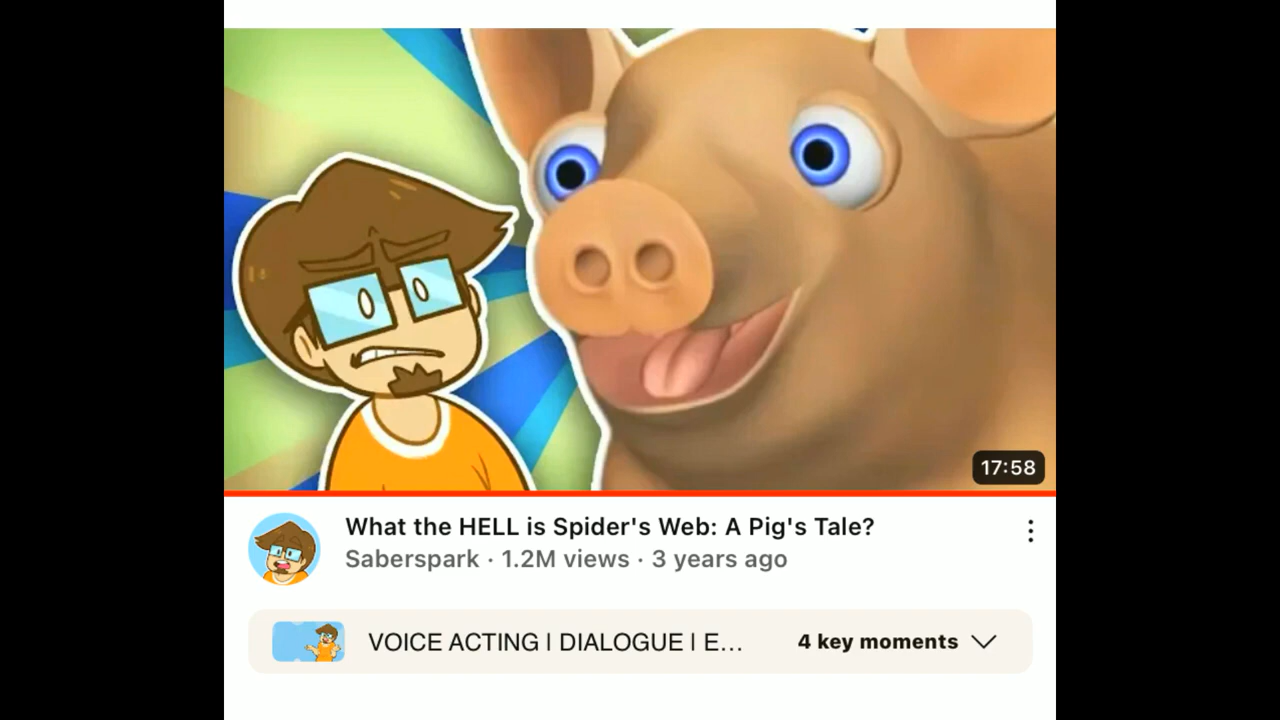 17:58
What the HELL is Spider's Web: A Pig's Tale?
Saberspark · 1.2M views · 3 years ago
VOICE ACTING | DIALOGUE | E... 4 key moments